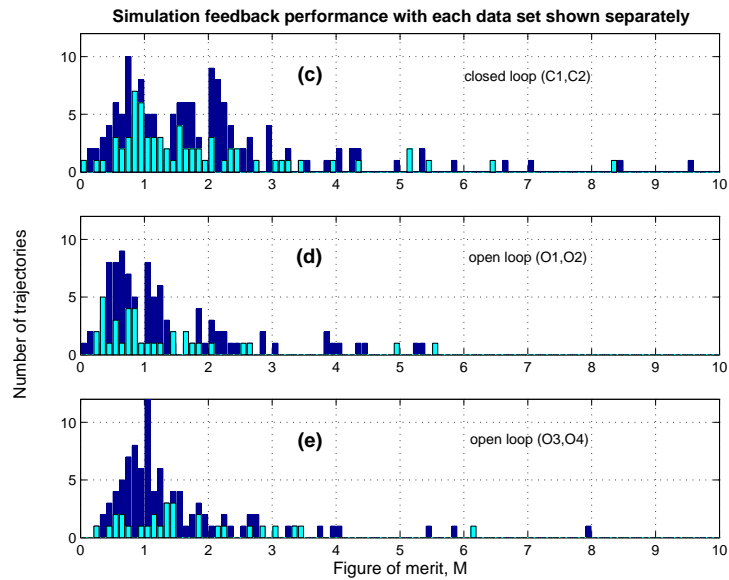 Simulation feedback performance with each data set shown separately
10
5
0
(c)
closed loop (C1,C2)
0 1 2 3 4 5 6 7 8 9 10
10
5
0
(d)
open loop (O1,O2)
0 1 2 3 4 5 6 7 8 9 10
10
5
0
(e)
open loop (O3,O4)
0 1 2 3 4 5 6 7 8 9 10
Number of trajectories
Figure of merit, M